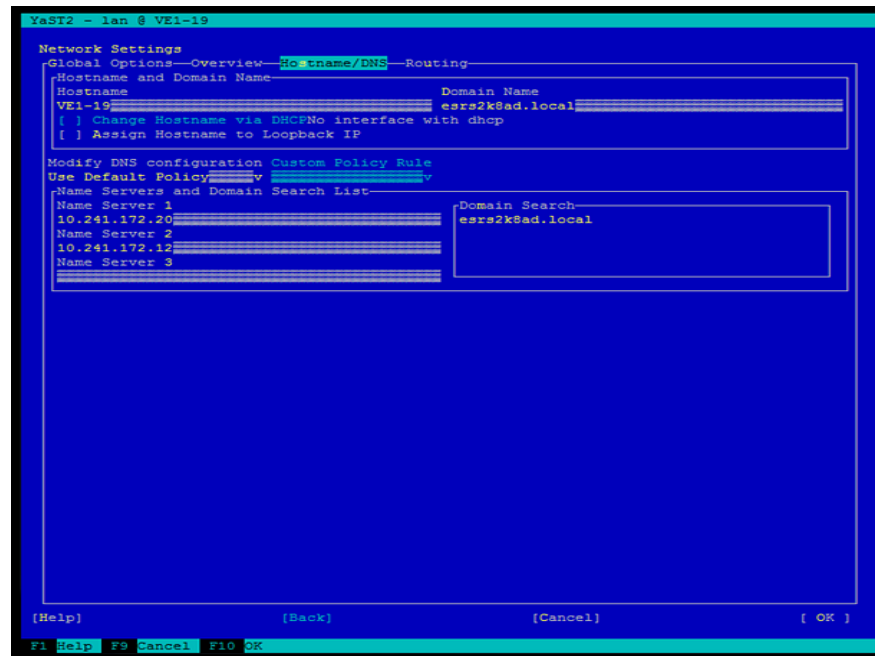 YaST2 - lan @ VE1-19
Network Settings
Global Options Overview Hostname/DNS Routing
Hostname and Domain Name
Hostname Domain Name
VE1-19 esrs2k8ad.local
[ ] Change Hostname via DHCPNo interface with dhcp
[ ] Assign Hostname to Loopback IP
Modify DNS configuration Custom Policy Rule
Use Default Policy v v
Name Servers and Domain Search List
Name Server 1 Domain Search
10.241.172.20 esrs2k8ad.local
Name Server 2
10.241.172.12
Name Server 3
[Help] [Back] [Cancel] [ OK ]
F1 Help F9 Cancel F10 OK